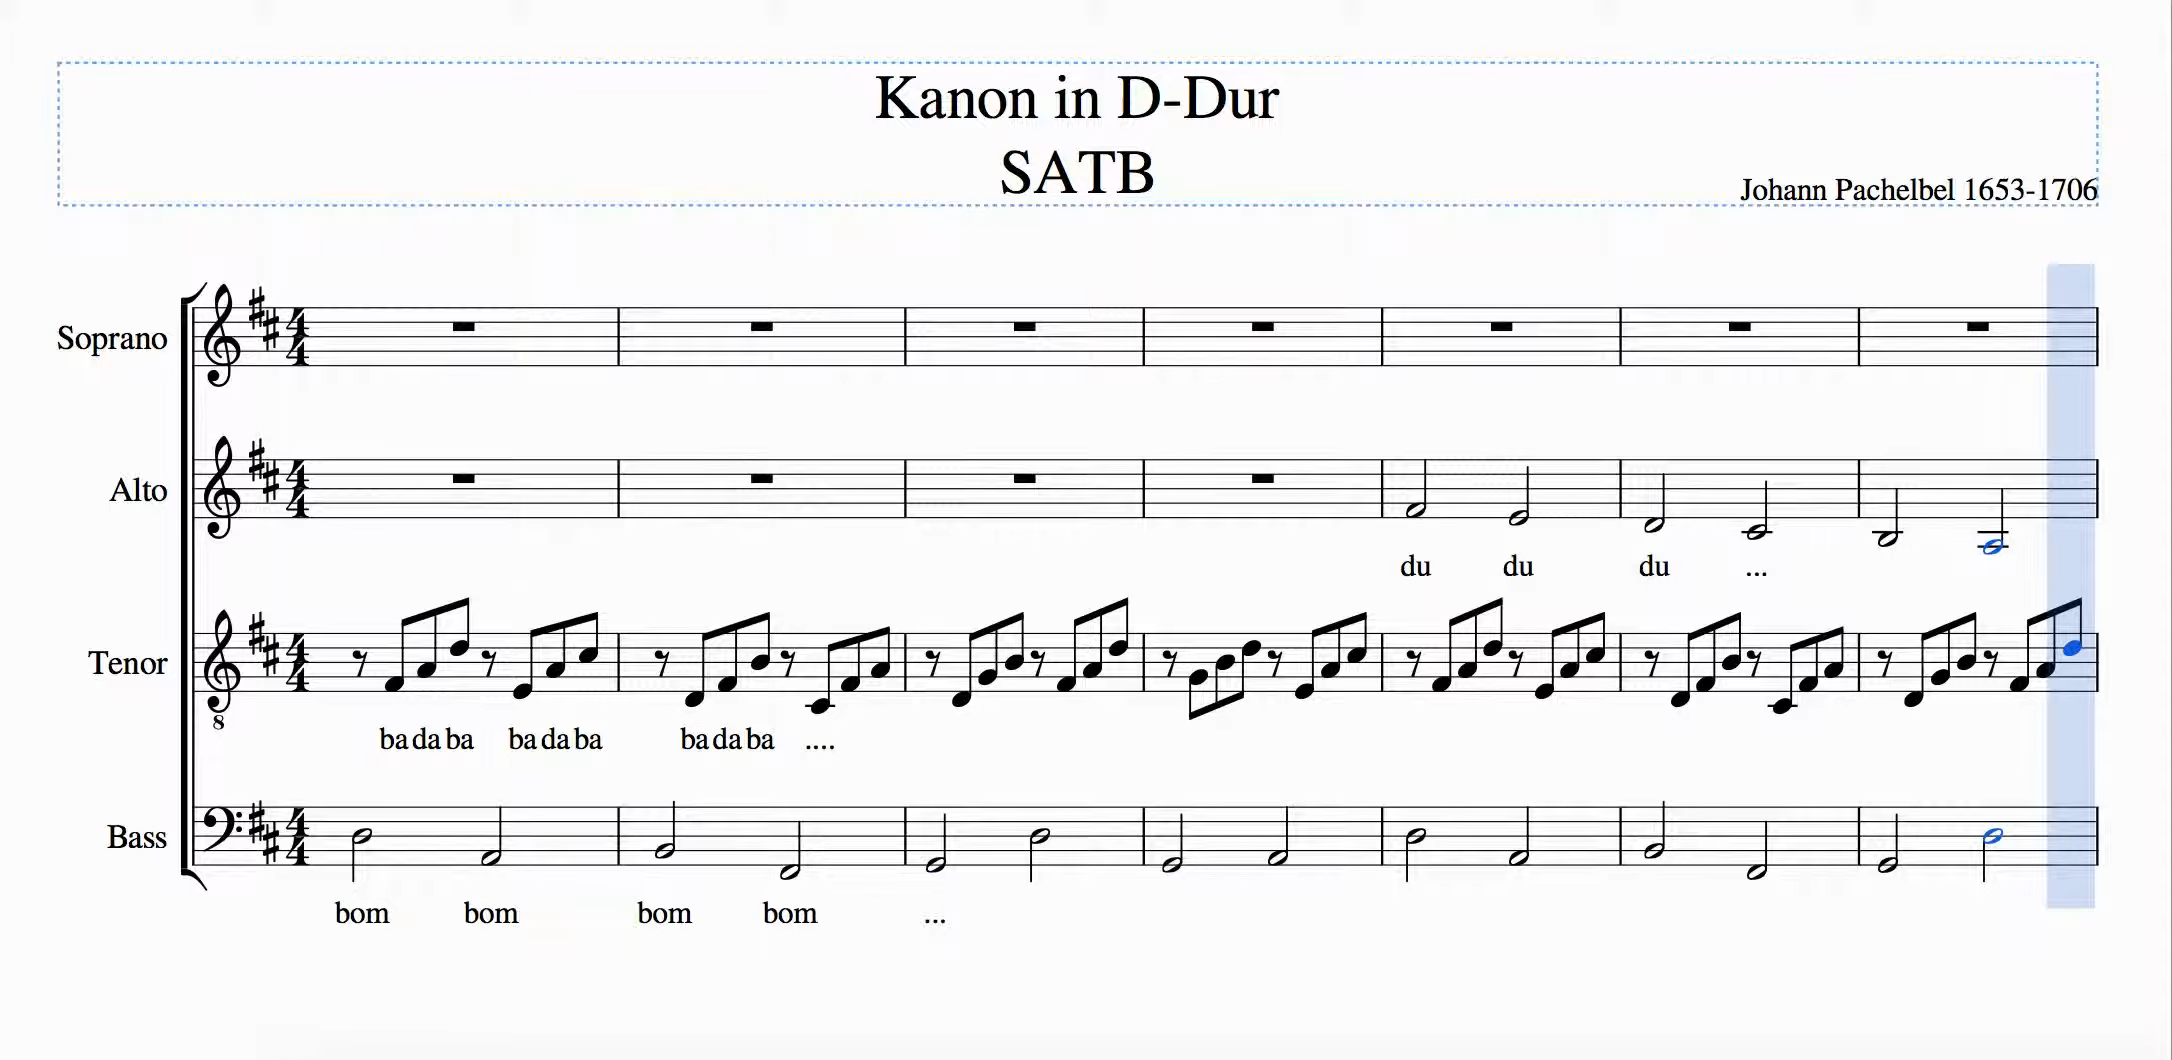 Kanon in D-Dur
SATB
Johann Pachelbel 1653-1706
Soprano
Alto
du du du ...
Tenor
8
ba da ba ba da ba ba da ba ....
Bass
bom bom bom bom ...